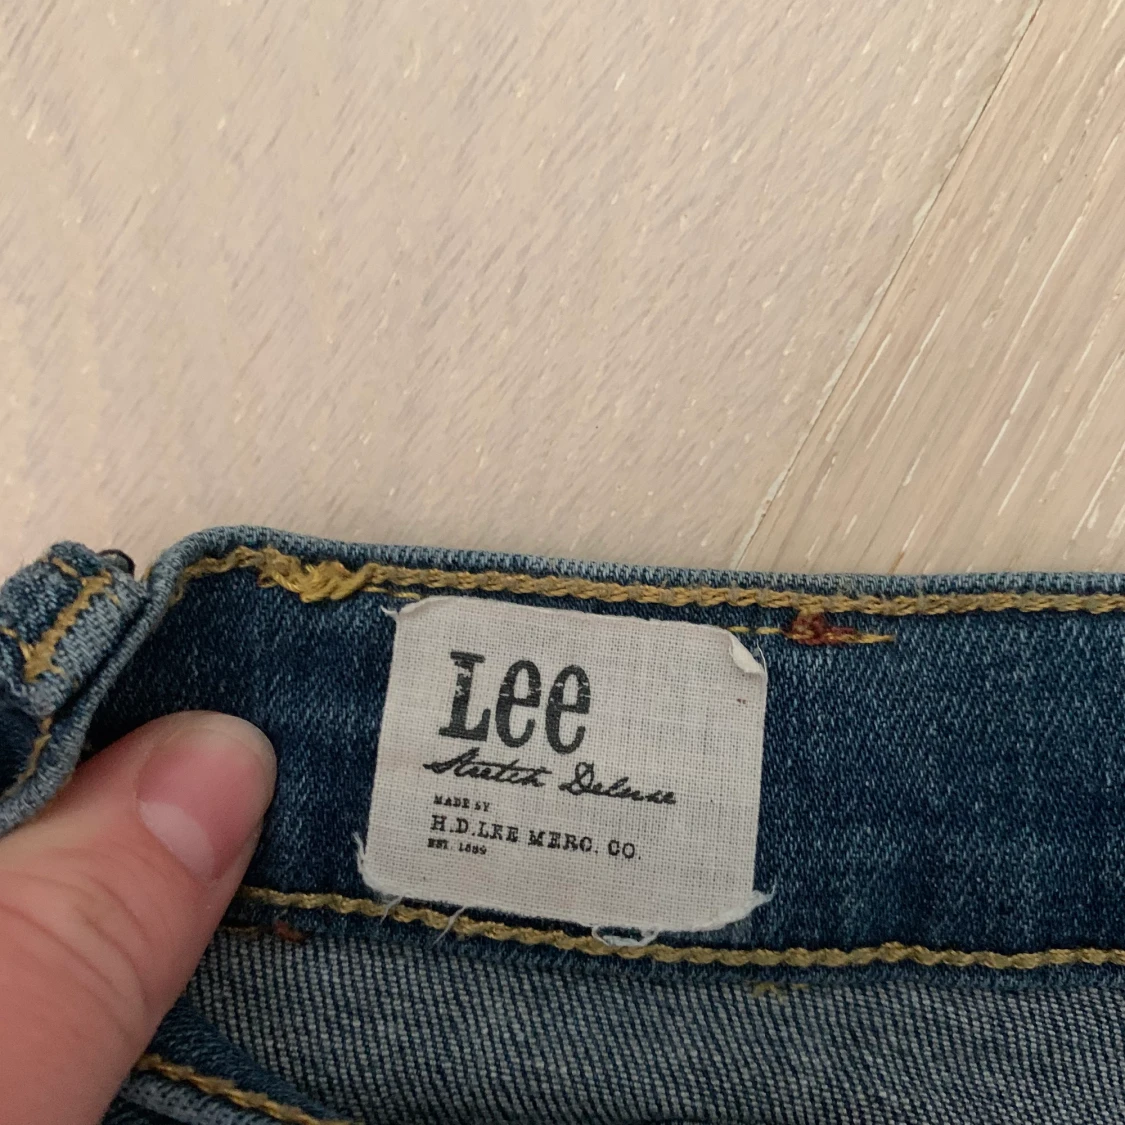 Lee
Stretch Deluxe
MADE BY
H.D.LEE MERC. CO.
EST. 1889